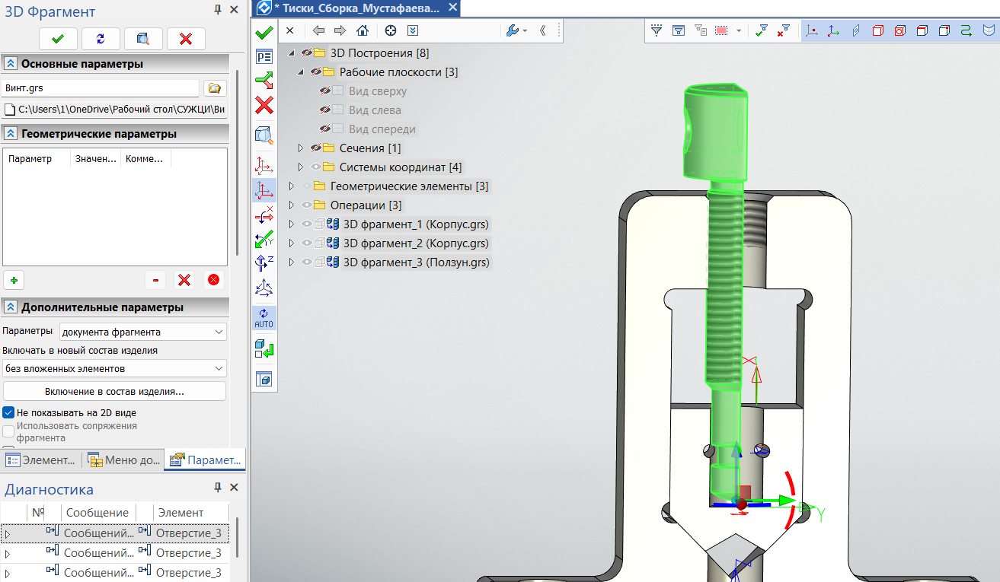 3D Фрагмент
Основные параметры
Винт.grs
C:\Users\1\OneDrive\Рабочий стол\СУЖЦИ\Ви
Геометрические параметры
Параметр Значен... Комме...
Дополнительные параметры
Параметры документа фрагмента
Включать в новый состав изделия
без вложенных элементов
Включение в состав изделия...
Не показывать на 2D виде
Использовать сопряжения
фрагмента
Элемент... Меню до... Парамет...
Диагностика
№ Сообщение Элемент
Сообщений... Отверстие_3
Сообщений... Отверстие_3
Сообщений... Отверстие_3
* Тиски_Сборка_Мустафаева...
AUTO
3D Построения [8]
Рабочие плоскости [3]
Вид сверху
Вид слева
Вид спереди
Сечения [1]
Системы координат [4]
Геометрические элементы [3]
Операции [3]
3D фрагмент_1 (Корпус.grs)
3D фрагмент_2 (Корпус.grs)
3D фрагмент_3 (Ползун.grs)
X
Y